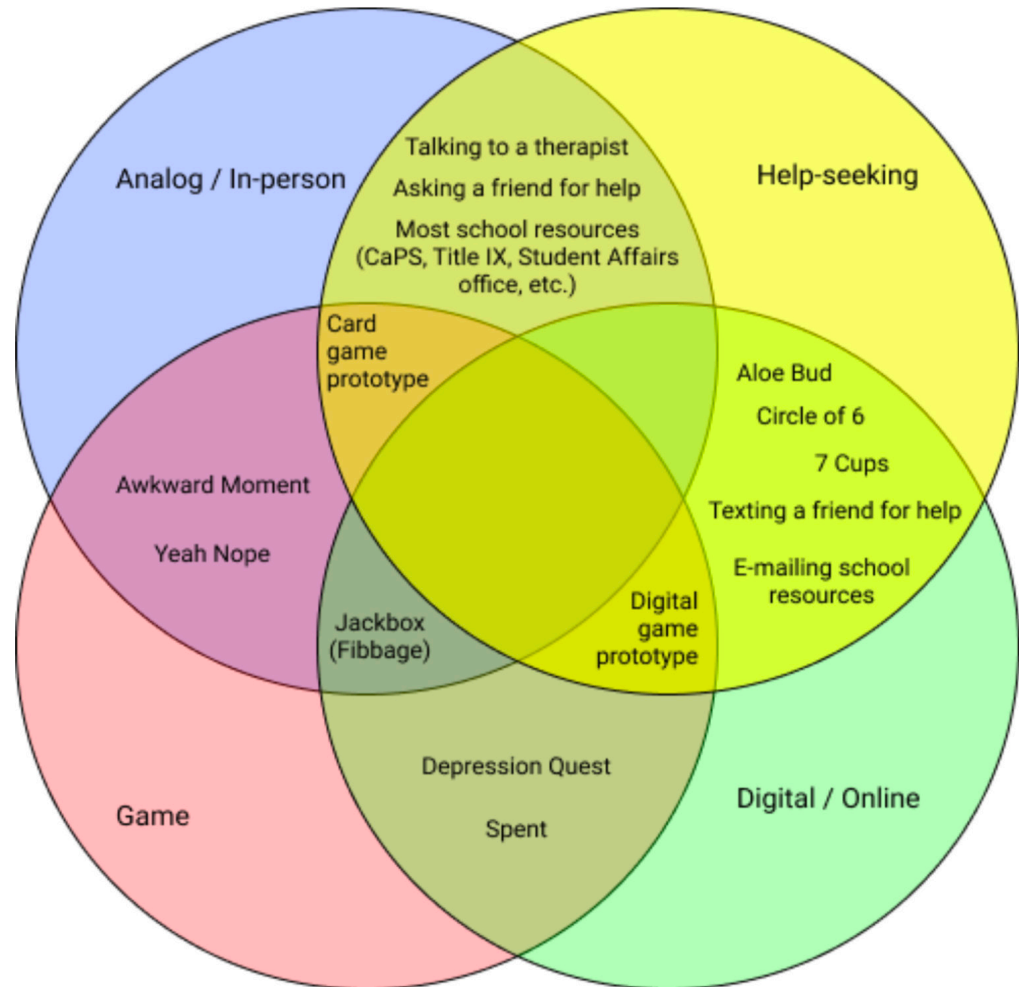 Analog / In-person
Help-seeking
Talking to a therapist
Asking a friend for help
Most school resources
(CaPS, Title IX, Student Affairs
office, etc.)
Card
game
prototype
Aloe Bud
Circle of 6
7 Cups
Texting a friend for help
E-mailing school
resources
Awkward Moment
Yeah Nope
Jackbox
(Fibbage)
Digital
game
prototype
Depression Quest
Spent
Game
Digital / Online